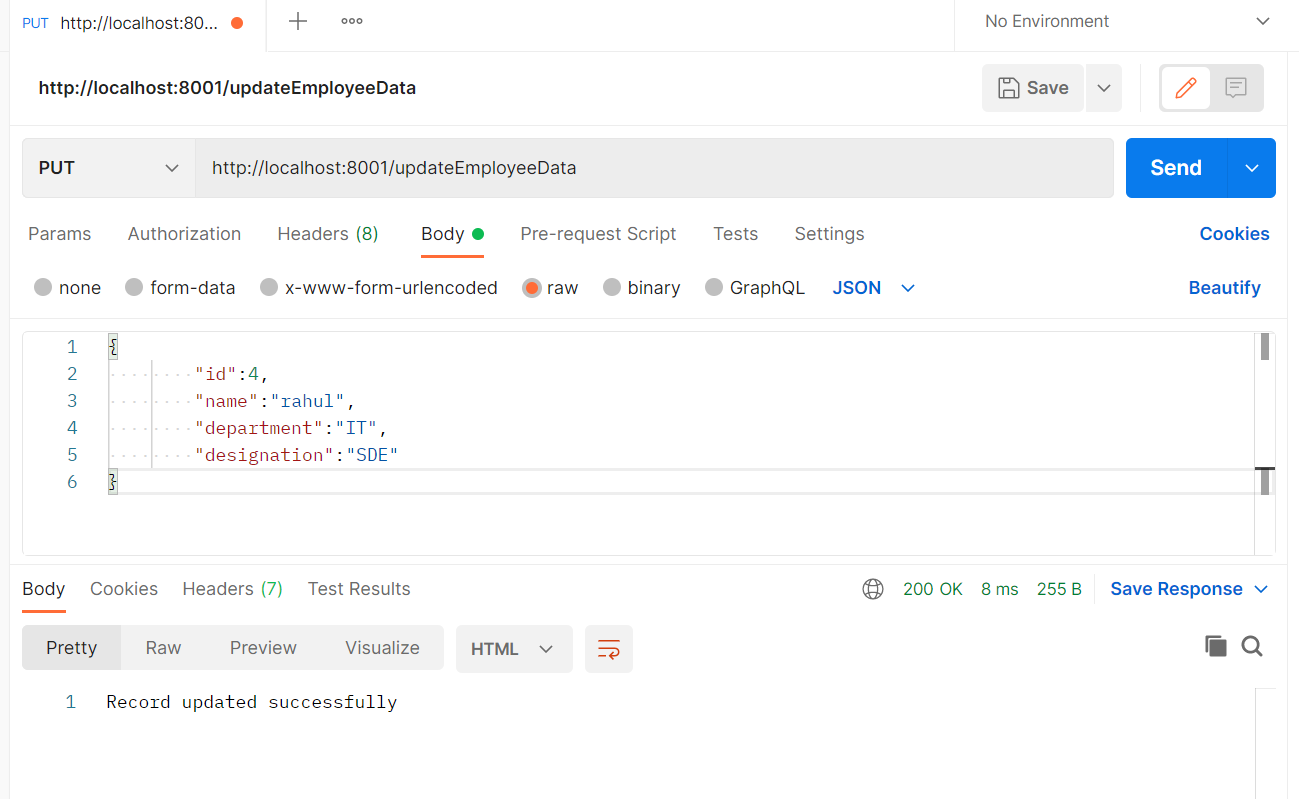 PUT http://localhost:80... No Environment
http://localhost:8001/updateEmployeeData Save
PUT http://localhost:8001/updateEmployeeData Send
Params Authorization Headers (8) Body Pre-request Script Tests Settings Cookies
none form-data x-www-form-urlencoded raw binary GraphQL JSON Beautify
1 {
2 "id":4,
3 "name":"rahul",
4 "department":"IT",
5 "designation":"SDE"
6 }
Body Cookies Headers (7) Test Results 200 OK 8 ms 255 B Save Response
Pretty Raw Preview Visualize HTML
1 Record updated successfully